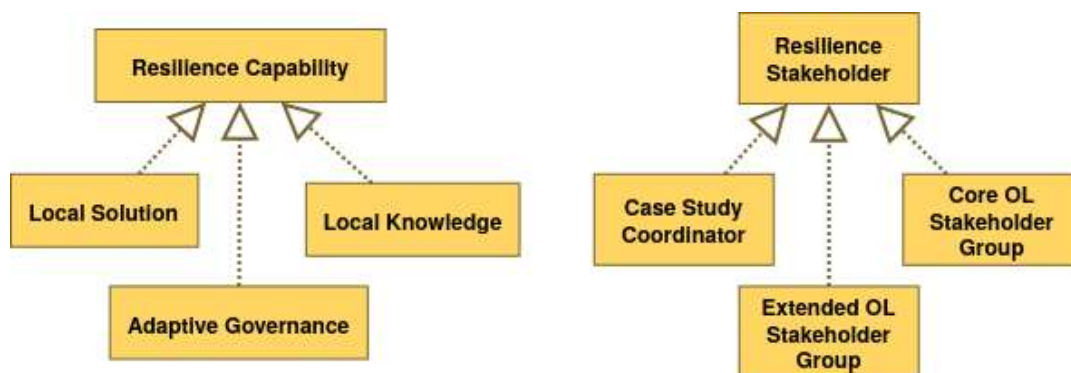 Resilience Capability
Local Solution
Local Knowledge
Adaptive Governance
Resilience
Stakeholder
Case Study
Coordinator
Core OL
Stakeholder
Group
Extended OL
Stakeholder
Group